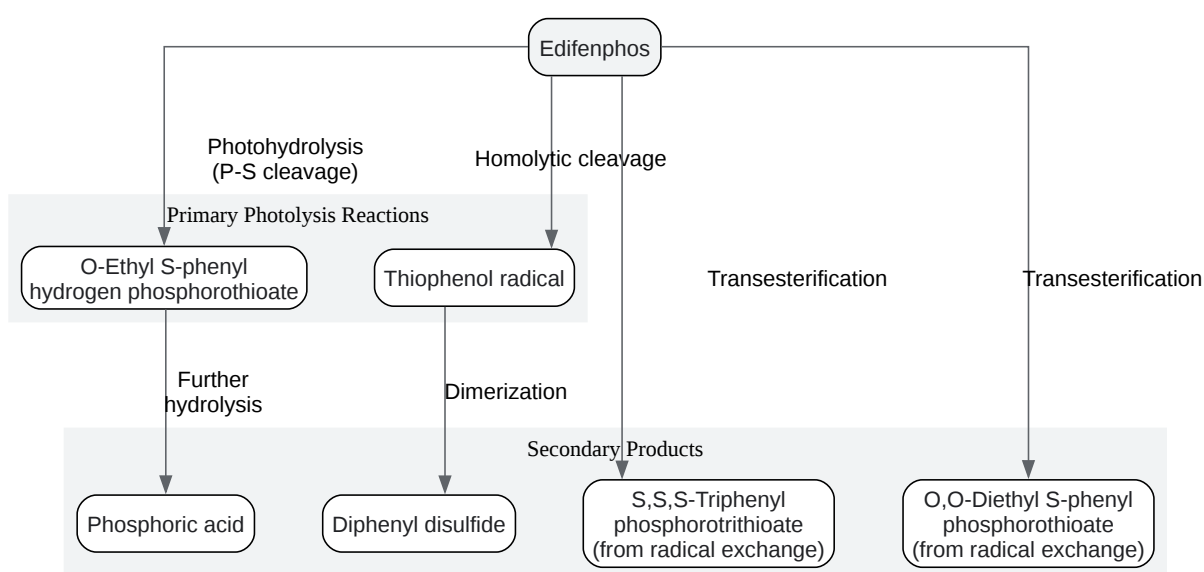 Edifenphos
Photohydrolysis
(P-S cleavage)
Homolytic cleavage
Primary Photolysis Reactions
O-Ethyl S-phenyl
hydrogen phosphorothioate
Thiophenol radical
Transesterification
Transesterification
Further
hydrolysis
Dimerization
Secondary Products
Phosphoric acid
Diphenyl disulfide
S,S,S-Triphenyl
phosphorotrithioate
(from radical exchange)
O,O-Diethyl S-phenyl
phosphorothioate
(from radical exchange)